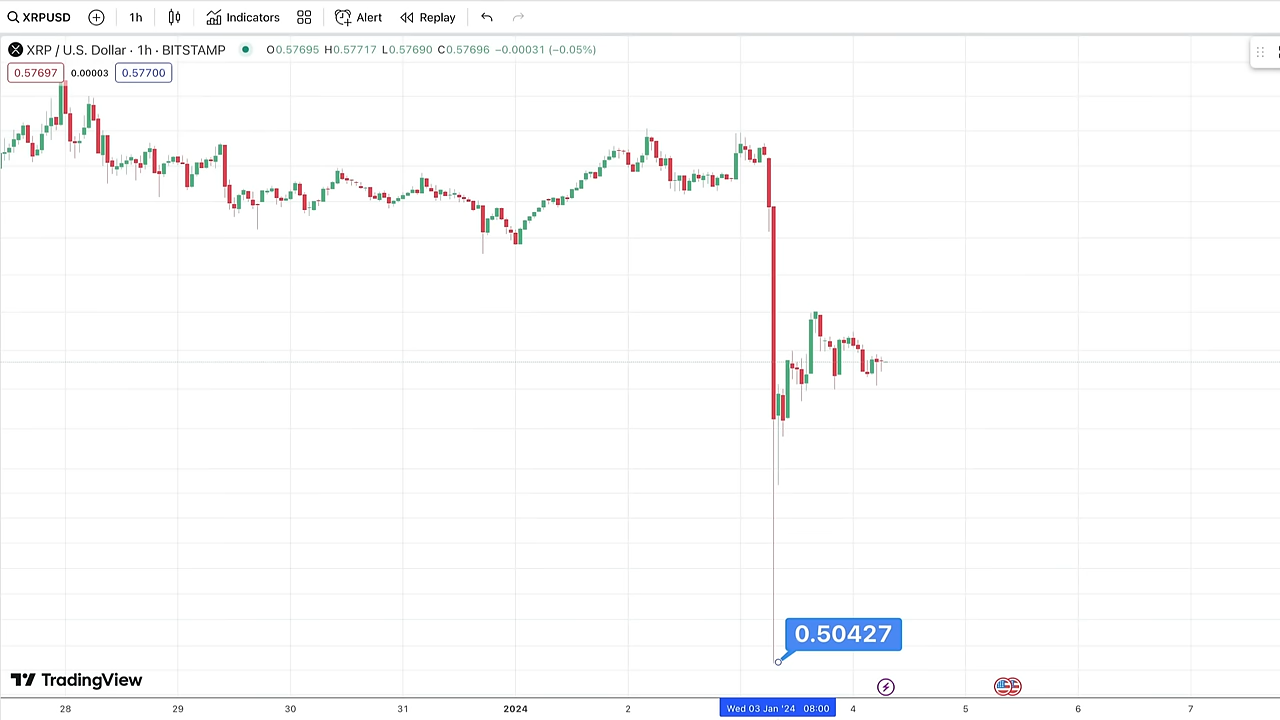 XRPUSD 1h Indicators Alert Replay
XRP / U.S. Dollar · 1h · BITSTAMP O0.57695 H0.57717 L0.57690 C0.57696 −0.00031 (−0.05%)
0.57697 0.00003 0.57700
0.50427
TradingView
28 29 30 31 2024 2 Wed 03 Jan '24 08:00 4 5 6 7